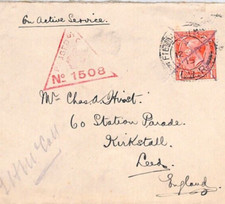 On Active Service.
No 1508
Mr Chas. A. Hirst.
60 Station Parade.
Kirkstall
Leeds
England